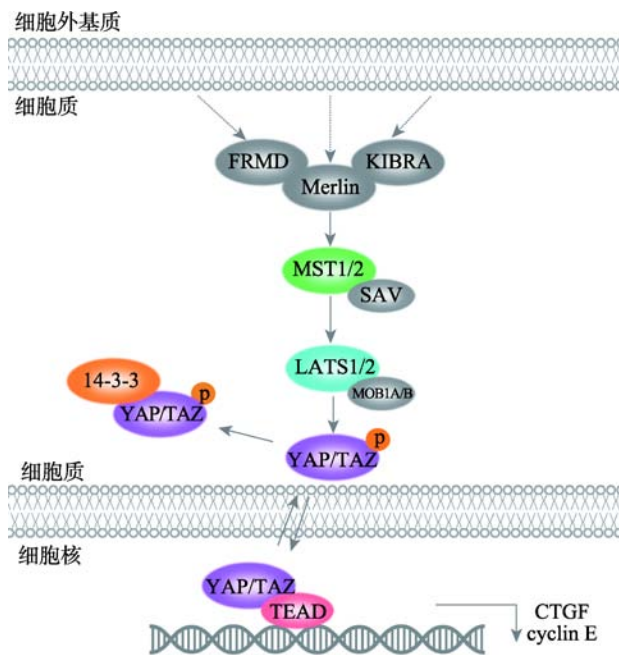 细胞外基质
细胞质
FRMD
KIBRA
Merlin
MST1/2
SAV
LATS1/2
MOB1A/B
14-3-3
p
YAP/TAZ
p
YAP/TAZ
细胞质
细胞核
YAP/TAZ
TEAD
CTGF
cyclin E